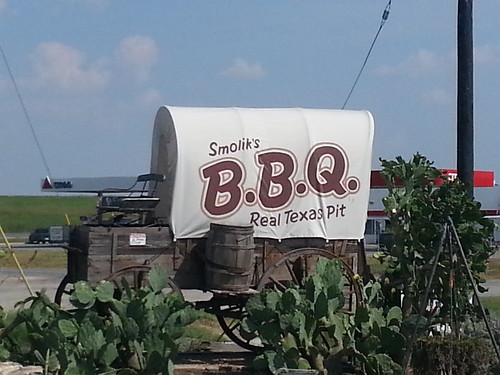 Smolik's
B.B.Q.
Real Texas Pit